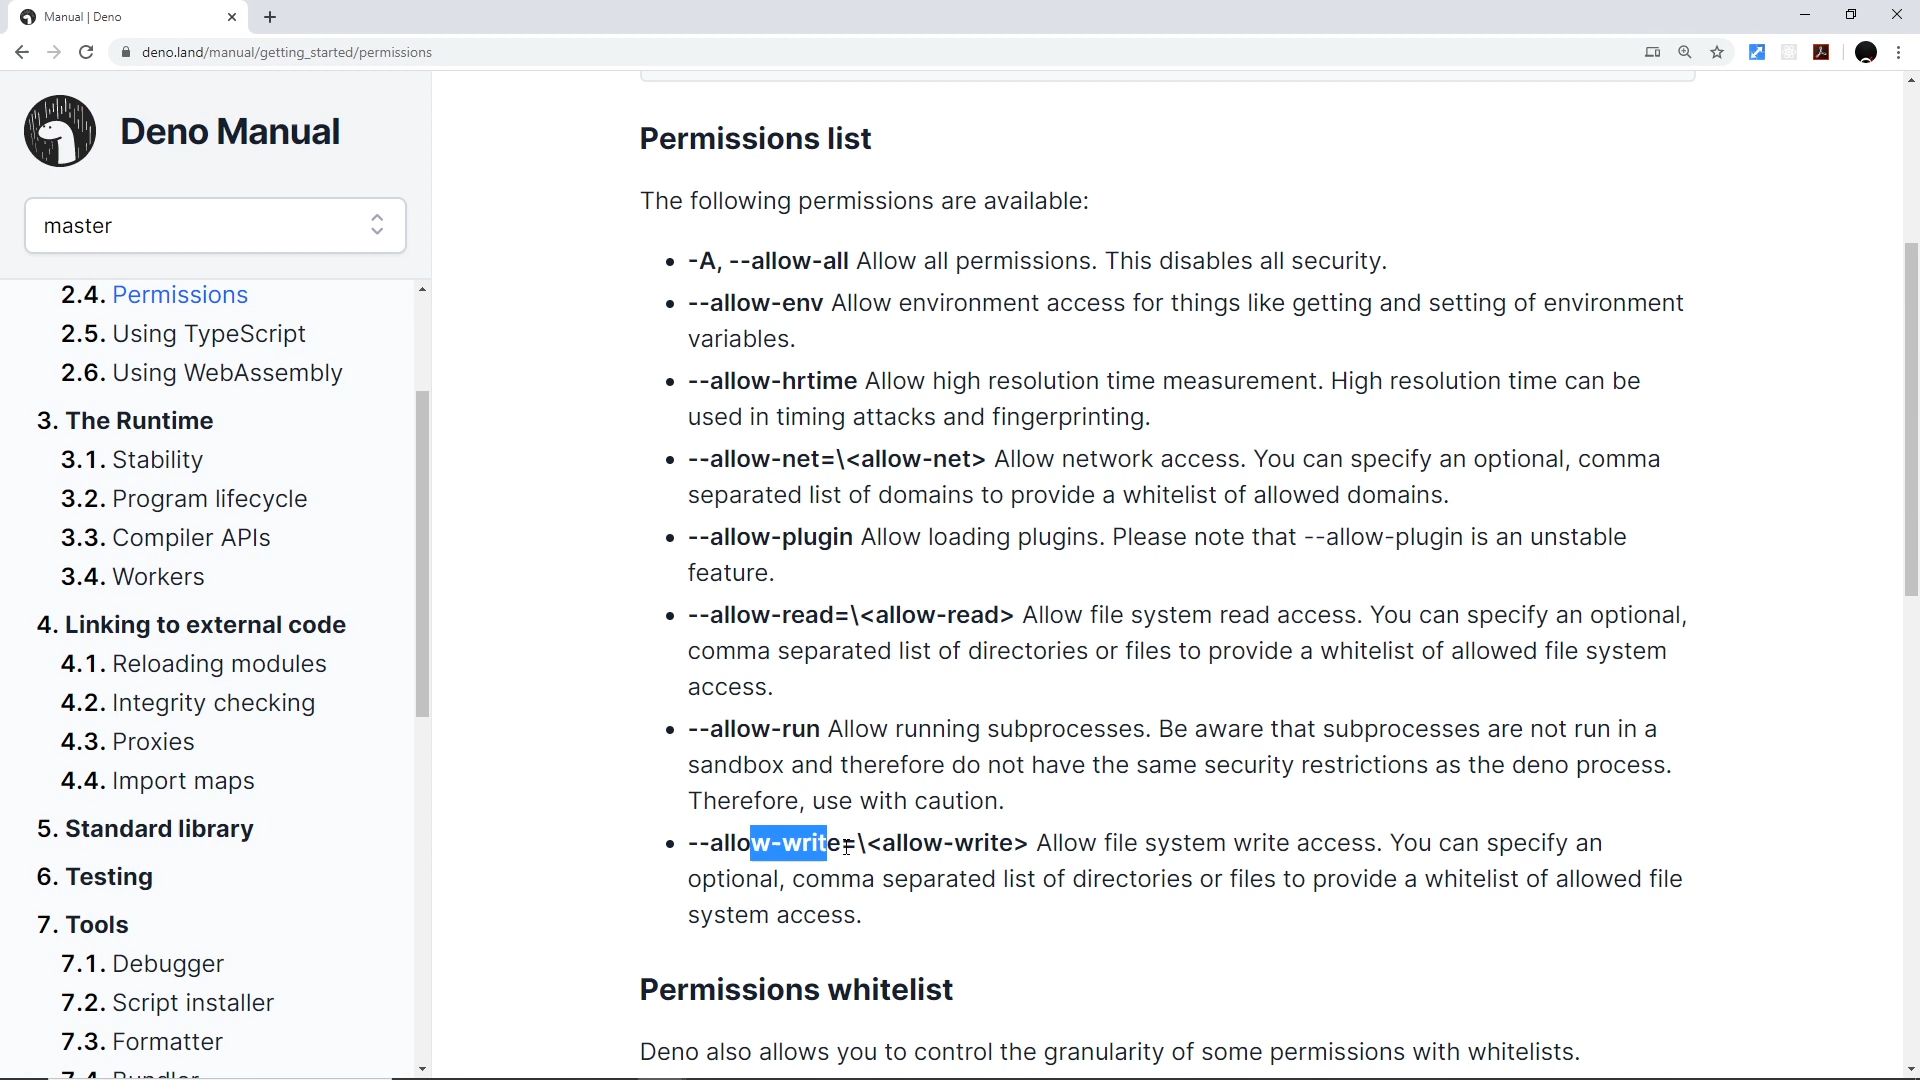 Manual | Deno
deno.land/manual/getting_started/permissions
Deno Manual
master
2.4. Permissions
2.5. Using TypeScript
2.6. Using WebAssembly
3. The Runtime
3.1. Stability
3.2. Program lifecycle
3.3. Compiler APIs
3.4. Workers
4. Linking to external code
4.1. Reloading modules
4.2. Integrity checking
4.3. Proxies
4.4. Import maps
5. Standard library
6. Testing
7. Tools
7.1. Debugger
7.2. Script installer
7.3. Formatter
Permissions list
The following permissions are available:
• -A, --allow-all Allow all permissions. This disables all security.
• --allow-env Allow environment access for things like getting and setting of environment
variables.
• --allow-hrtime Allow high resolution time measurement. High resolution time can be
used in timing attacks and fingerprinting.
• --allow-net=\<allow-net> Allow network access. You can specify an optional, comma
separated list of domains to provide a whitelist of allowed domains.
• --allow-plugin Allow loading plugins. Please note that --allow-plugin is an unstable
feature.
• --allow-read=\<allow-read> Allow file system read access. You can specify an optional,
comma separated list of directories or files to provide a whitelist of allowed file system
access.
• --allow-run Allow running subprocesses. Be aware that subprocesses are not run in a
sandbox and therefore do not have the same security restrictions as the deno process.
Therefore, use with caution.
• --allow-write=\<allow-write> Allow file system write access. You can specify an
optional, comma separated list of directories or files to provide a whitelist of allowed file
system access.
Permissions whitelist
Deno also allows you to control the granularity of some permissions with whitelists.